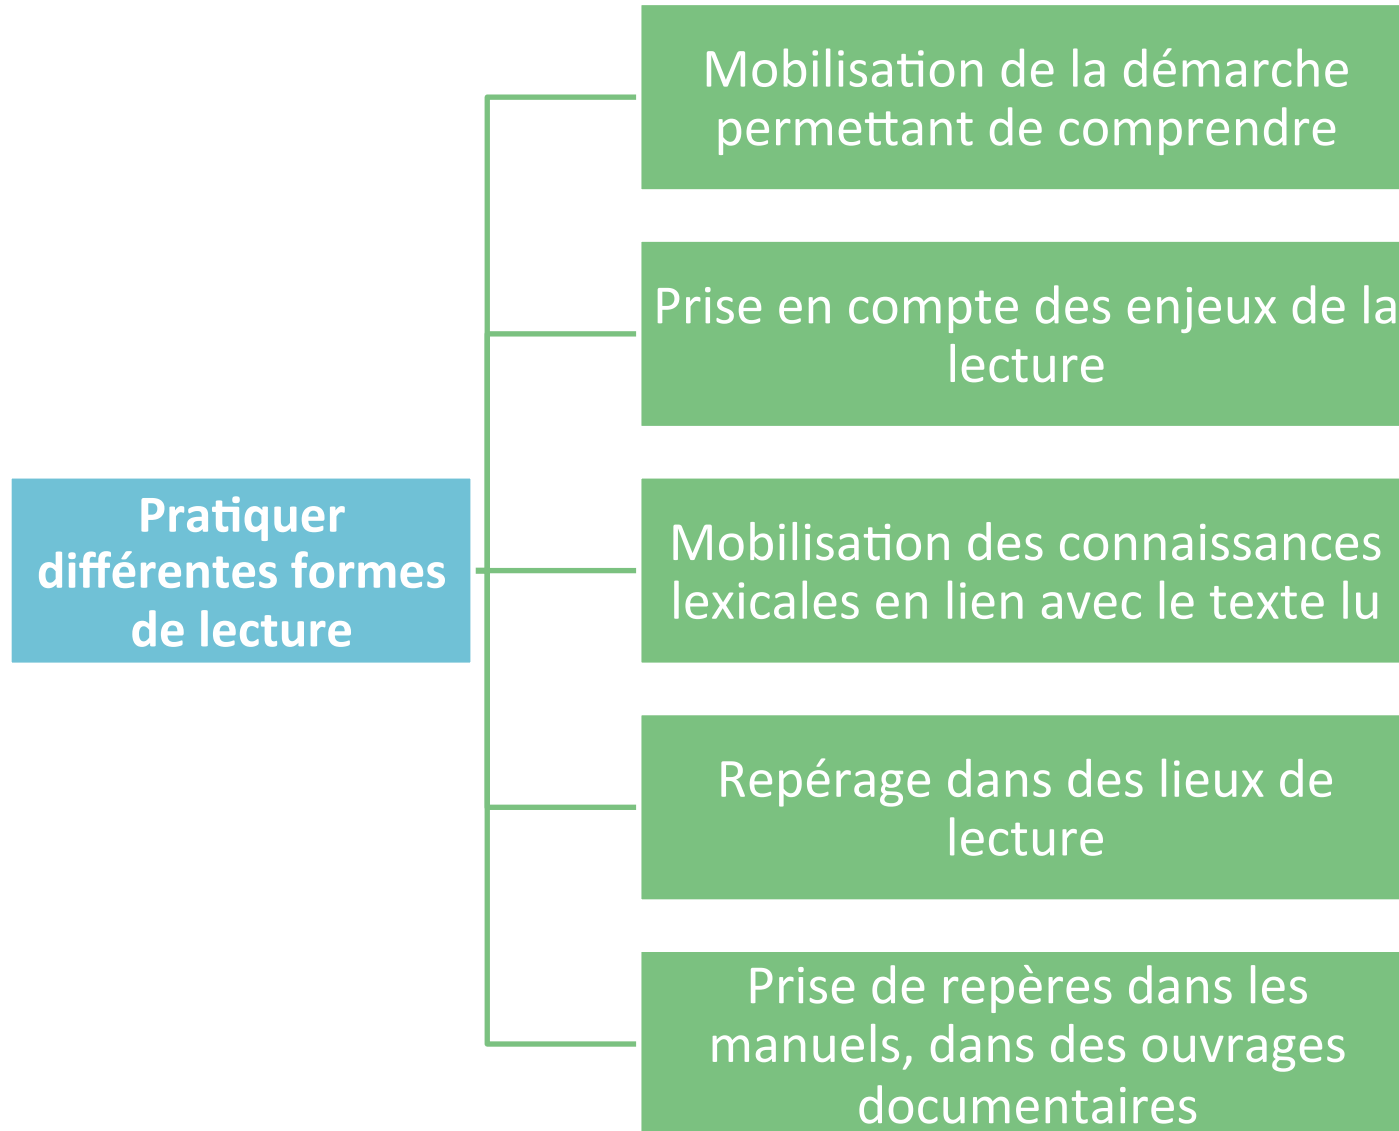 Mobilisation de la démarche
permettant de comprendre
Prise en compte des enjeux de la
lecture
Pratiquer
différentes formes
de lecture
Mobilisation des connaissances
lexicales en lien avec le texte lu
Repérage dans des lieux de
lecture
Prise de repères dans les
manuels, dans des ouvrages
documentaires